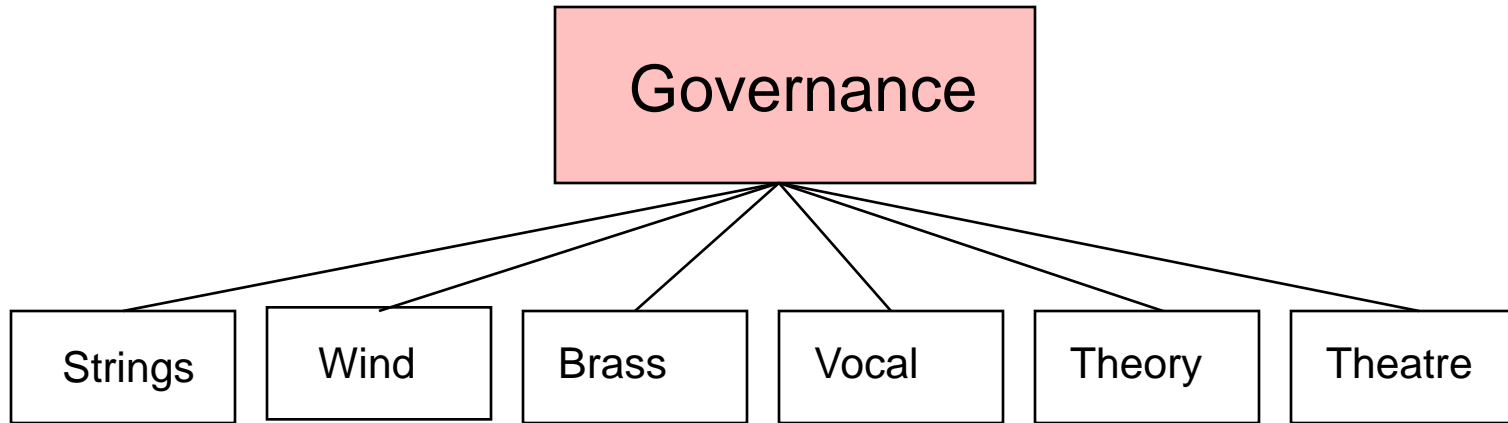 Governance
Strings
Wind
Brass
Vocal
Theory
Theatre